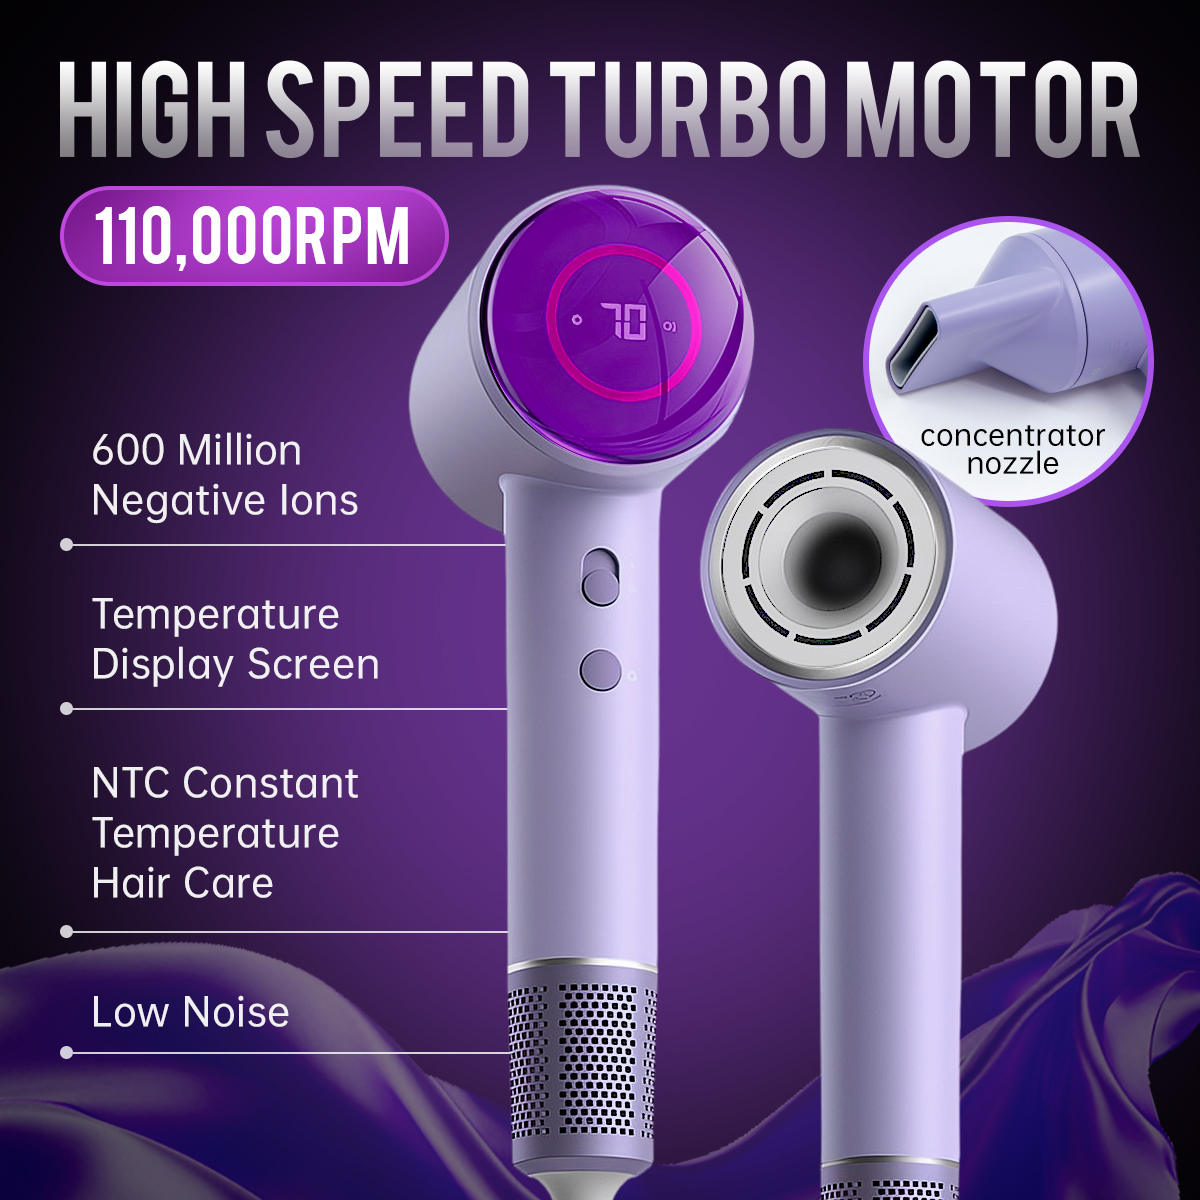 HIGH SPEED TURBO MOTOR
110,000RPM
70
concentrator
nozzle
600 Million
Negative Ions
Temperature
Display Screen
NTC Constant
Temperature
Hair Care
Low Noise